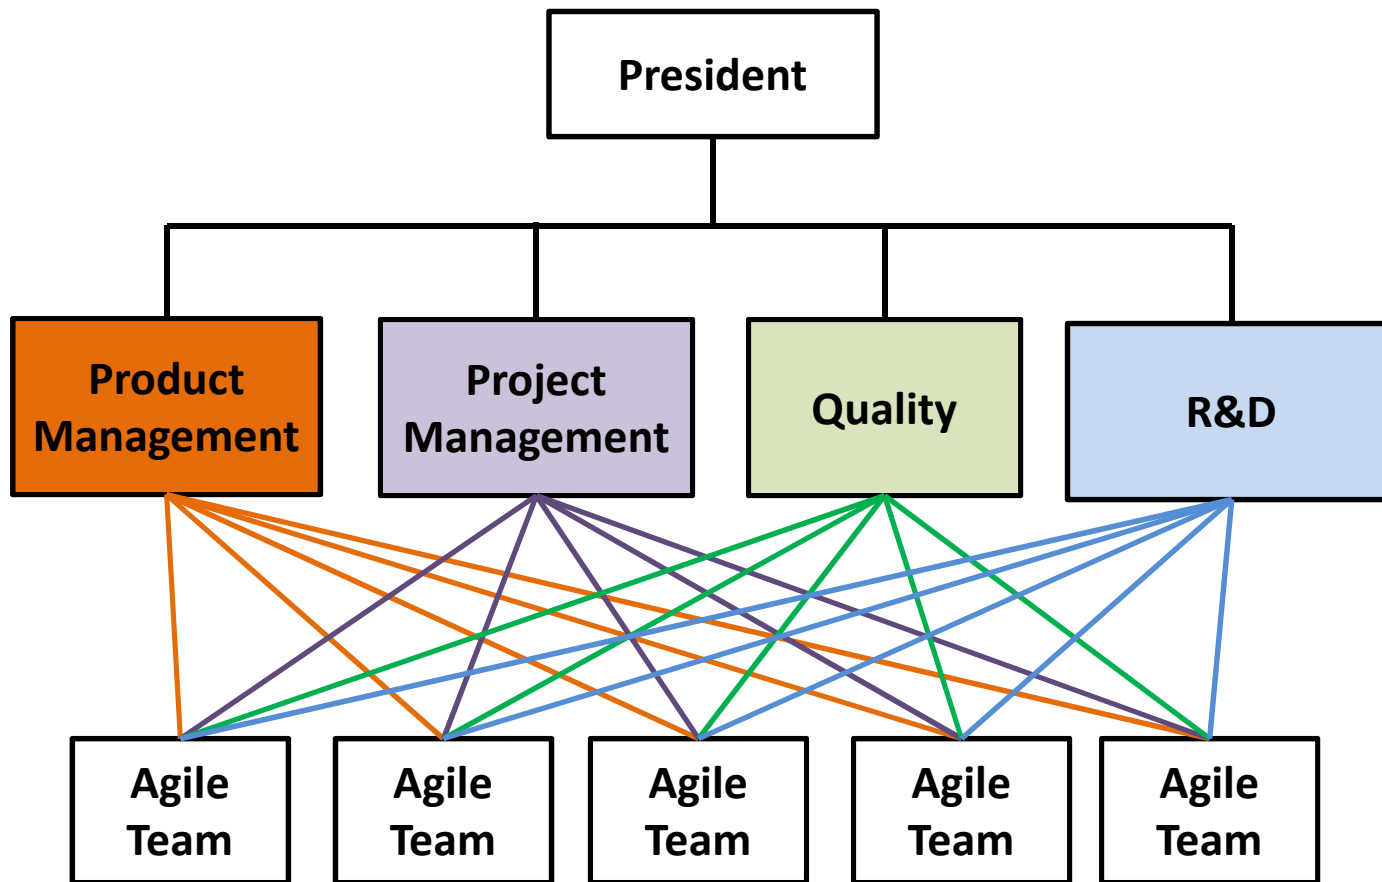 President
Product
Management
Project
Management
Quality
R&D
Agile
Team
Agile
Team
Agile
Team
Agile
Team
Agile
Team